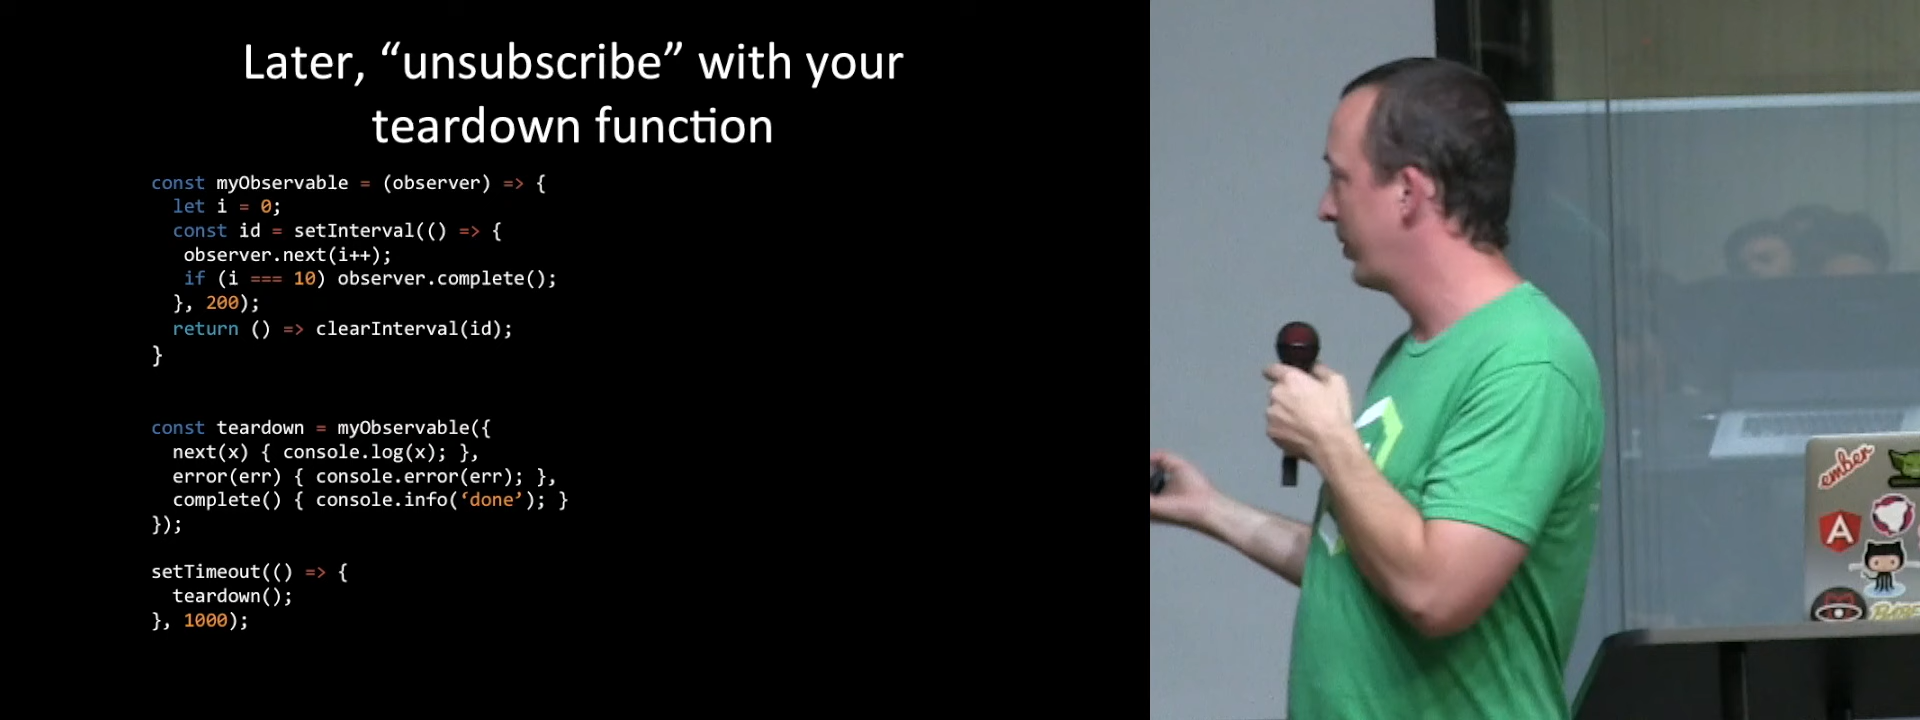 Later, “unsubscribe” with your
teardown function
const myObservable = (observer) => {
  let i = 0;
  const id = setInterval(() => {
   observer.next(i++);
   if (i === 10) observer.complete();
  }, 200);
  return () => clearInterval(id);
}
const teardown = myObservable({
  next(x) { console.log(x); },
  error(err) { console.error(err); },
  complete() { console.info(‘done’); }
});
setTimeout(() => {
  teardown();
}, 1000);
ember
A